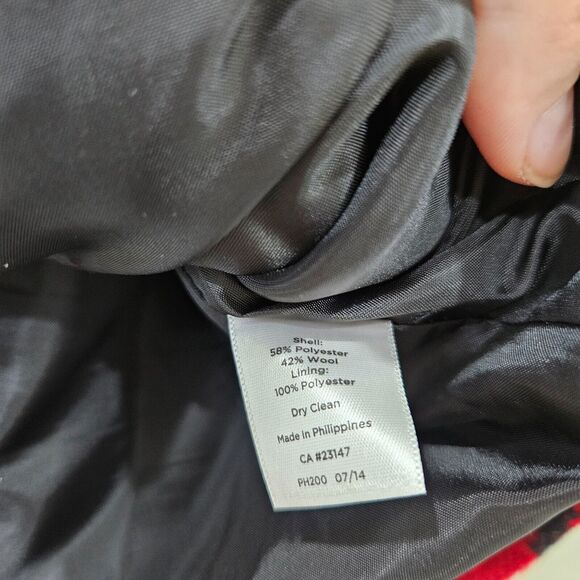 Shell:
58% Polyester
42% Wool
Lining:
100% Polyester
Dry Clean
Made in Philippines
CA #23147
PH200 07/14